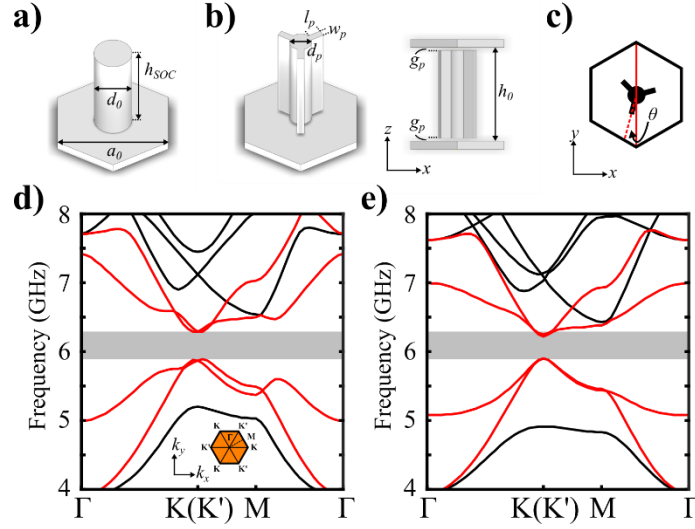 a)
h_SOC
d_0
a_0
b)
l_p
w_p
d_p
g_p
h_0
g_p
z
x
c)
θ
y
x
d)
Frequency (GHz)
8
7
6
5
4
Γ
K(K')
M
Γ
K
K'
K'
Γ
M
K
K
K'
k_y
k_x
e)
Frequency (GHz)
8
7
6
5
4
Γ
K(K')
M
Γ